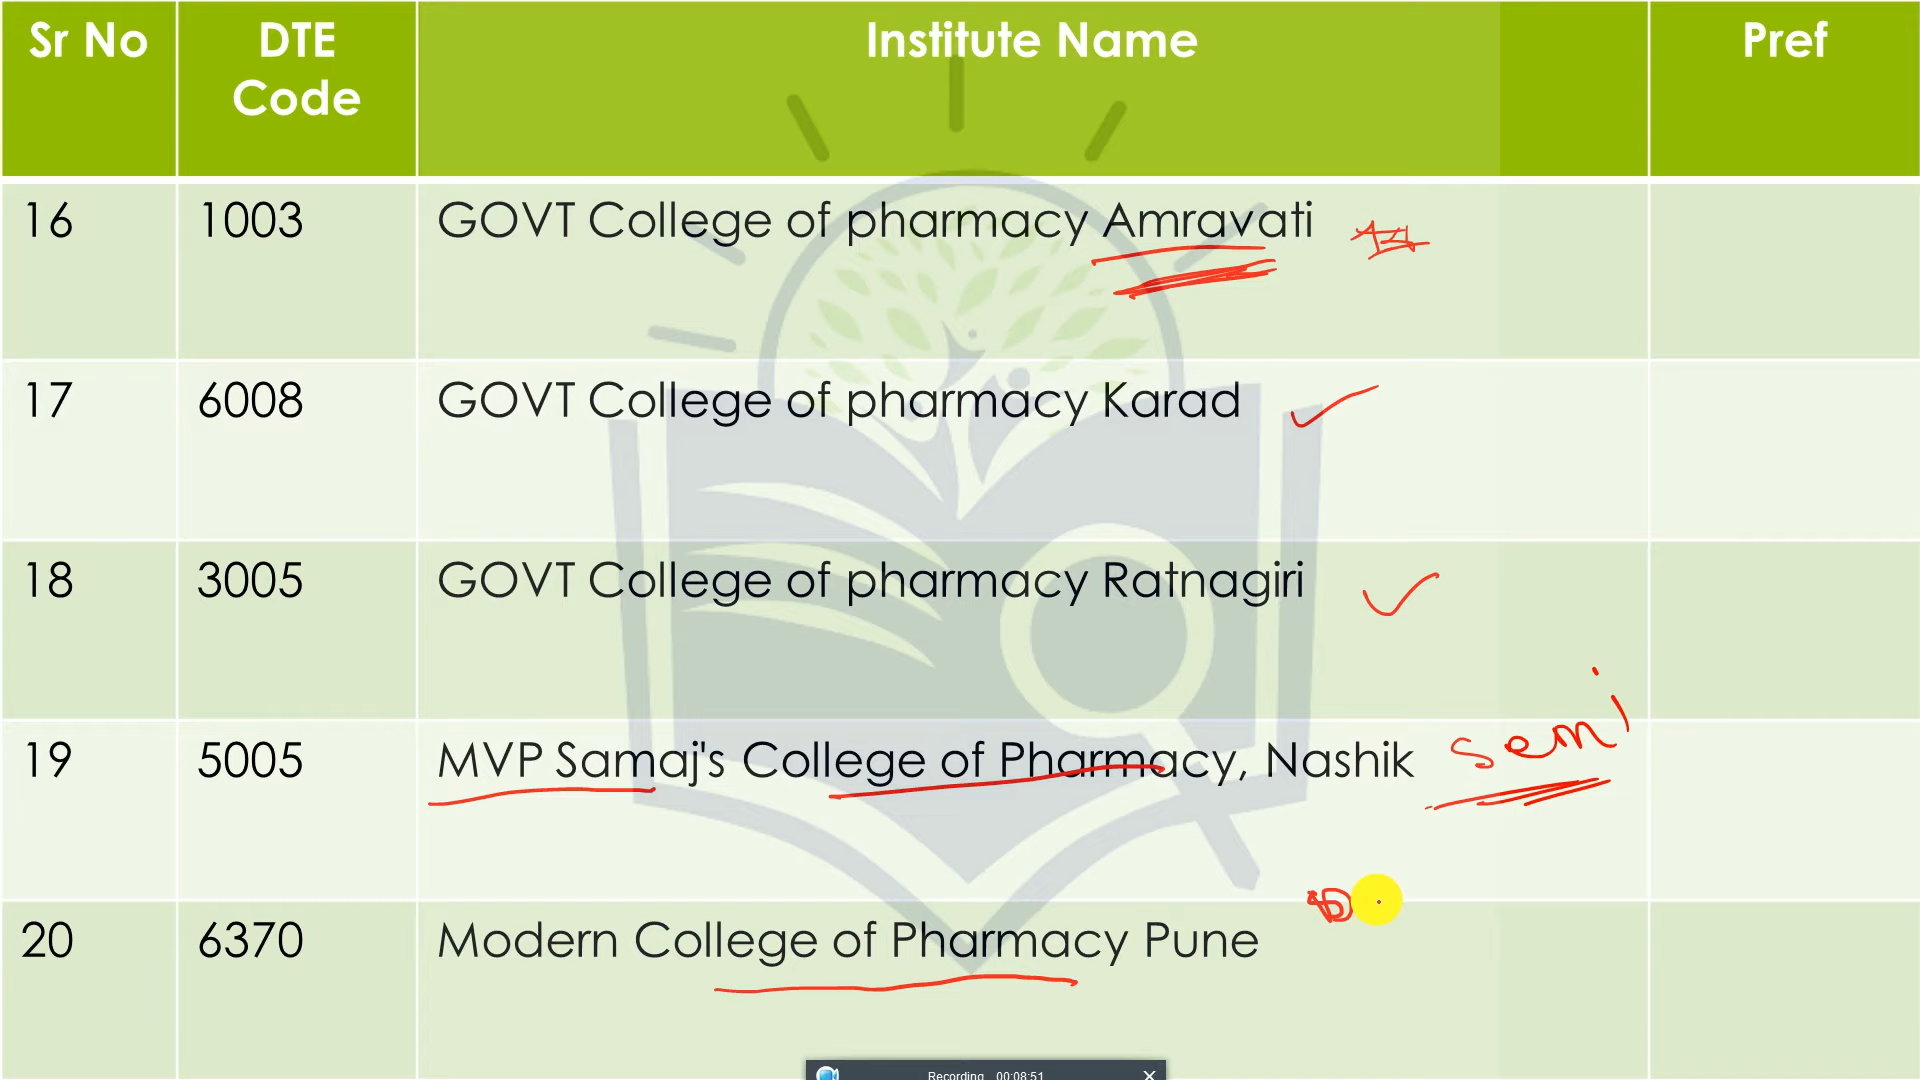 Sr No DTE Code Institute Name Pref
16 1003 GOVT College of pharmacy Amravati
17 6008 GOVT College of pharmacy Karad
18 3005 GOVT College of pharmacy Ratnagiri
19 5005 MVP Samaj's College of Pharmacy, Nashik semi
20 6370 Modern College of Pharmacy Pune
Recording 00:08:51